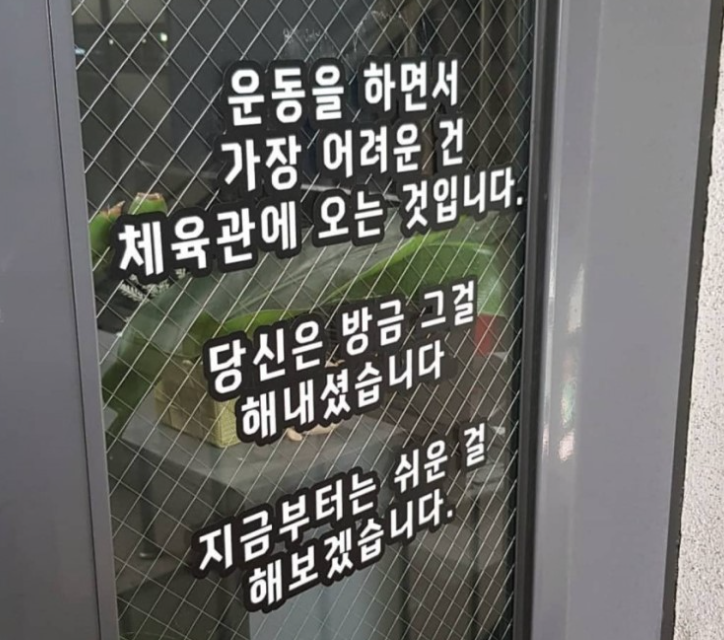 운동을 하면서
가장 어려운 건
체육관에 오는 것입니다.
당신은 방금 그걸
해내셨습니다
지금부터는 쉬운 걸
해보겠습니다.